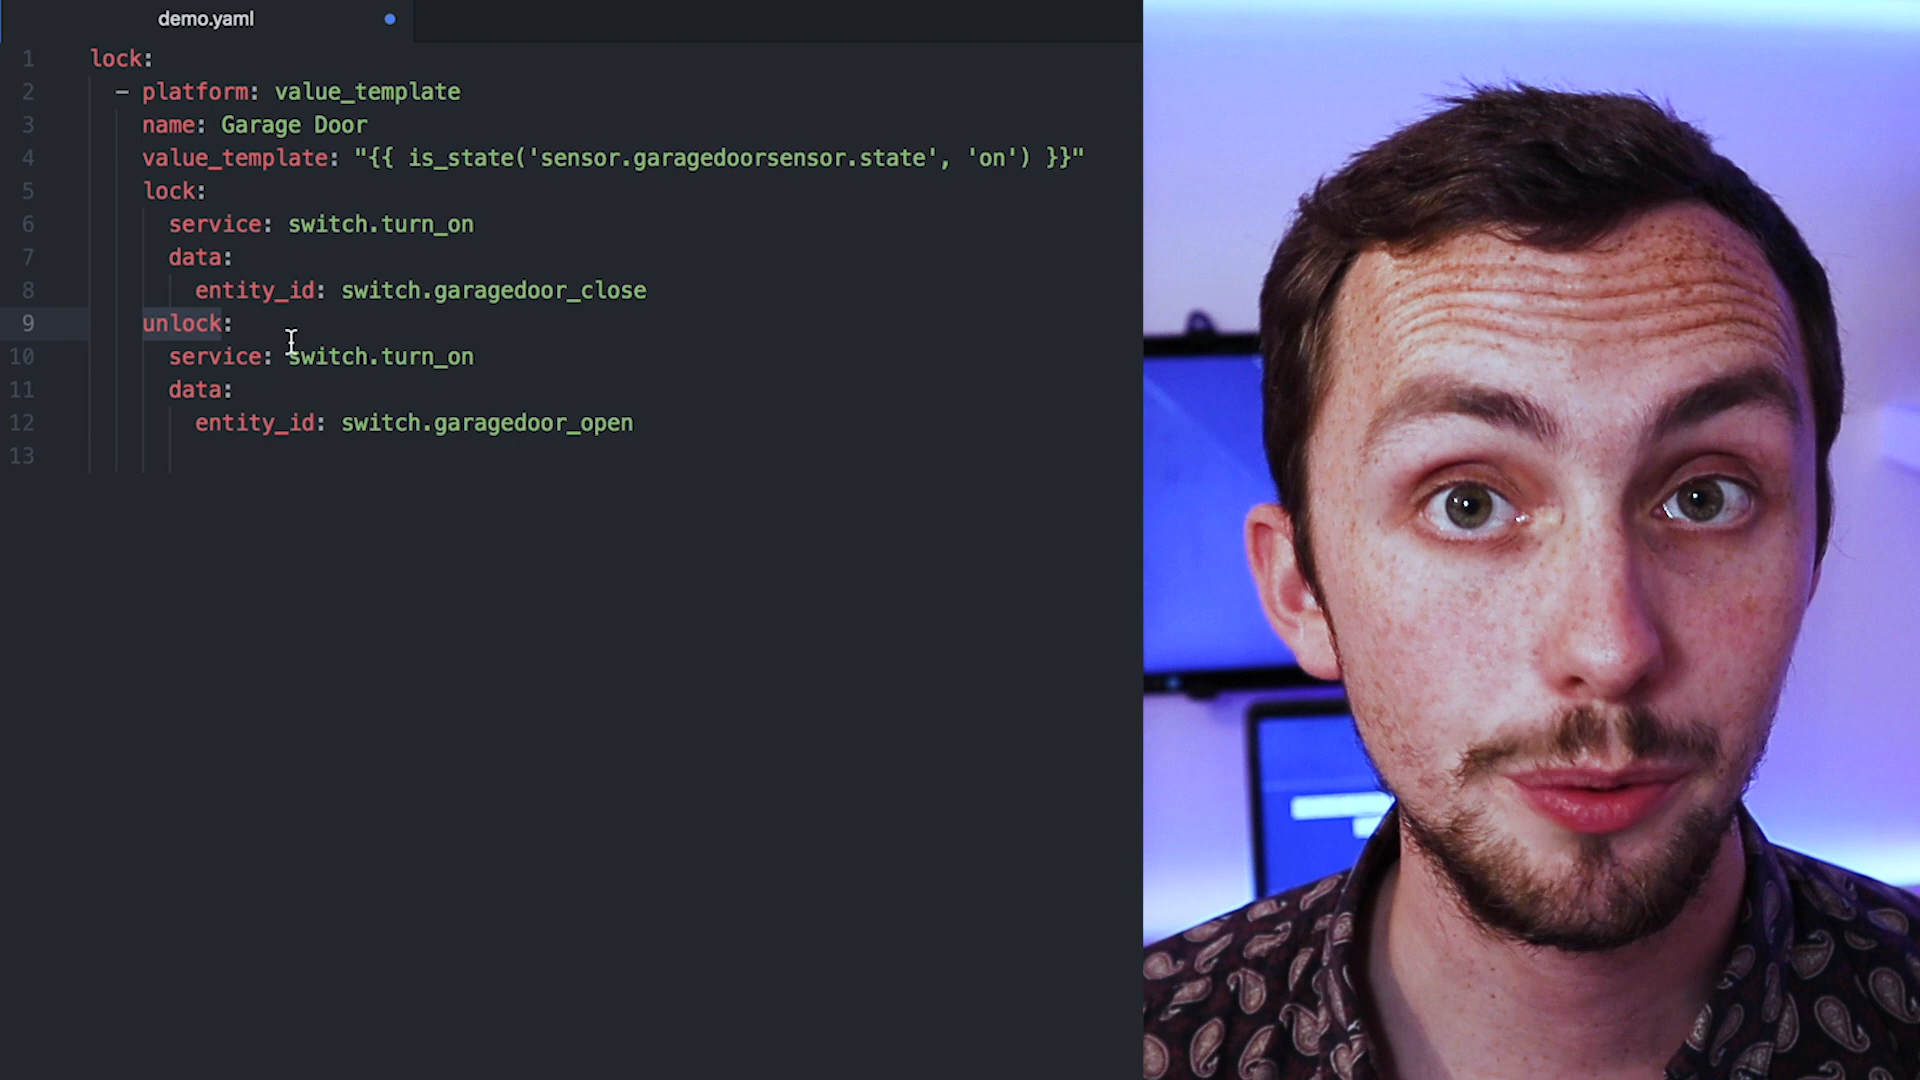 demo.yaml
1 lock:
2 - platform: value_template
3 name: Garage Door
4 value_template: "{{ is_state('sensor.garagedoorsensor.state', 'on') }}"
5 lock:
6 service: switch.turn_on
7 data:
8 entity_id: switch.garagedoor_close
9 unlock:
10 service: switch.turn_on
11 data:
12 entity_id: switch.garagedoor_open
13